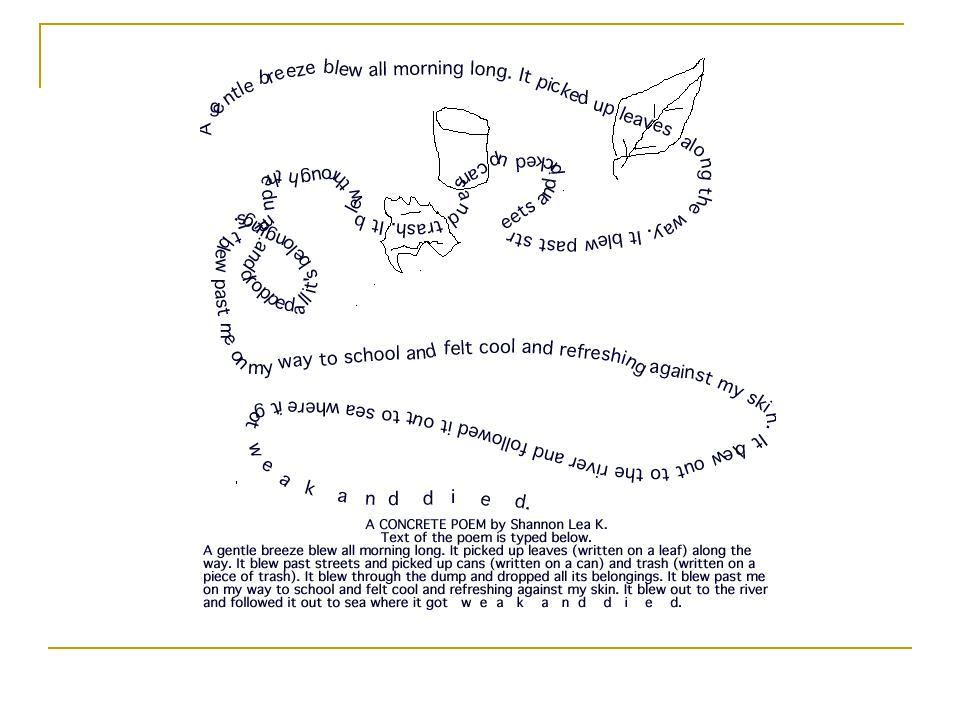 A gentle breeze blew all morning long. It picked up leaves along the way. It blew past streets and picked up cans and trash. It blew through the dump and dropped all it's belongings. It blew past me on my way to school and felt cool and refreshing against my skin. It blew out to the river and followed it out to sea where it got w e a k a n d d i e d.
A CONCRETE POEM by Shannon Lea K.
Text of the poem is typed below.
A gentle breeze blew all morning long. It picked up leaves (written on a leaf) along the
way. It blew past streets and picked up cans (written on a can) and trash (written on a
piece of trash). It blew through the dump and dropped all its belongings. It blew past me
on my way to school and felt cool and refreshing against my skin. It blew out to the river
and followed it out to sea where it got w e a k a n d d i e d.